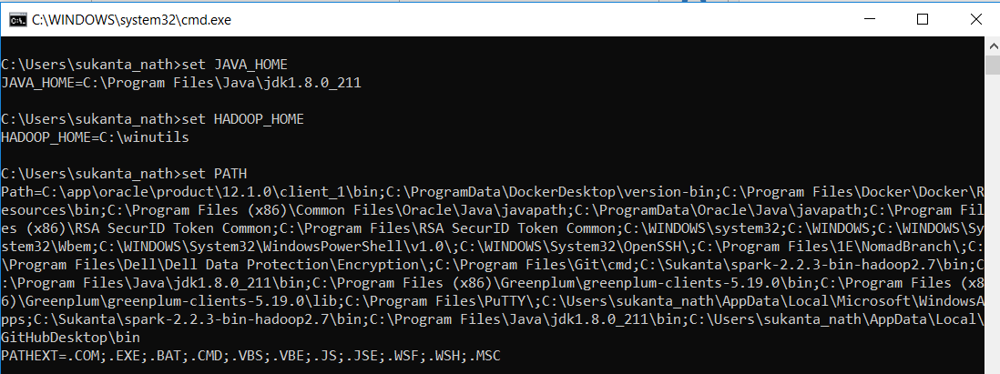 C:\WINDOWS\system32\cmd.exe
C:\Users\sukanta_nath>set JAVA_HOME
JAVA_HOME=C:\Program Files\Java\jdk1.8.0_211
C:\Users\sukanta_nath>set HADOOP_HOME
HADOOP_HOME=C:\winutils
C:\Users\sukanta_nath>set PATH
Path=C:\app\oracle\product\12.1.0\client_1\bin;C:\ProgramData\DockerDesktop\version-bin;C:\Program Files\Docker\Docker\R
esources\bin;C:\Program Files (x86)\Common Files\Oracle\Java\javapath;C:\ProgramData\Oracle\Java\javapath;C:\Program Fil
es (x86)\RSA SecurID Token Common;C:\Program Files\RSA SecurID Token Common;C:\WINDOWS\system32;C:\WINDOWS;C:\WINDOWS\Sy
stem32\Wbem;C:\WINDOWS\System32\WindowsPowerShell\v1.0\;C:\WINDOWS\System32\OpenSSH\;C:\Program Files\1E\NomadBranch\;C:
\Program Files\Dell\Dell Data Protection\Encryption\;C:\Program Files\Git\cmd;C:\Sukanta\spark-2.2.3-bin-hadoop2.7\bin;C
:\Program Files\Java\jdk1.8.0_211\bin;C:\Program Files (x86)\Greenplum\greenplum-clients-5.19.0\bin;C:\Program Files (x8
6)\Greenplum\greenplum-clients-5.19.0\lib;C:\Program Files\PuTTY\;C:\Users\sukanta_nath\AppData\Local\Microsoft\WindowsA
pps;C:\Sukanta\spark-2.2.3-bin-hadoop2.7\bin;C:\Program Files\Java\jdk1.8.0_211\bin;C:\Users\sukanta_nath\AppData\Local\
GitHubDesktop\bin
PATHEXT=.COM;.EXE;.BAT;.CMD;.VBS;.VBE;.JS;.JSE;.WSF;.WSH;.MSC